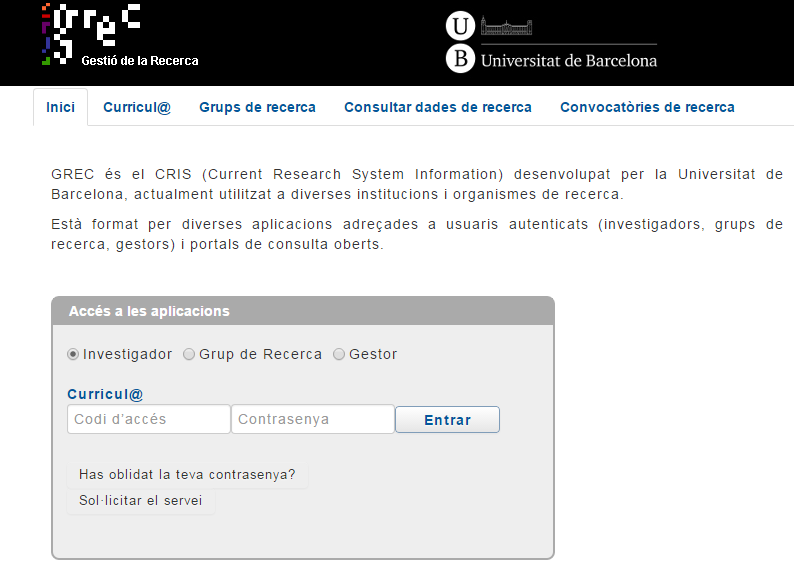 grec
Gestió de la Recerca
U
B Universitat de Barcelona
Inici Curricul@ Grups de recerca Consultar dades de recerca Convocatòries de recerca
GREC és el CRIS (Current Research System Information) desenvolupat per la Universitat de
Barcelona, actualment utilitzat a diverses institucions i organismes de recerca.
Està format per diverses aplicacions adreçades a usuaris autenticats (investigadors, grups de
recerca, gestors) i portals de consulta oberts.
Accés a les aplicacions
Investigador Grup de Recerca Gestor
Curricul@
Codi d'accés Contrasenya Entrar
Has oblidat la teva contrasenya?
Sol·licitar el servei